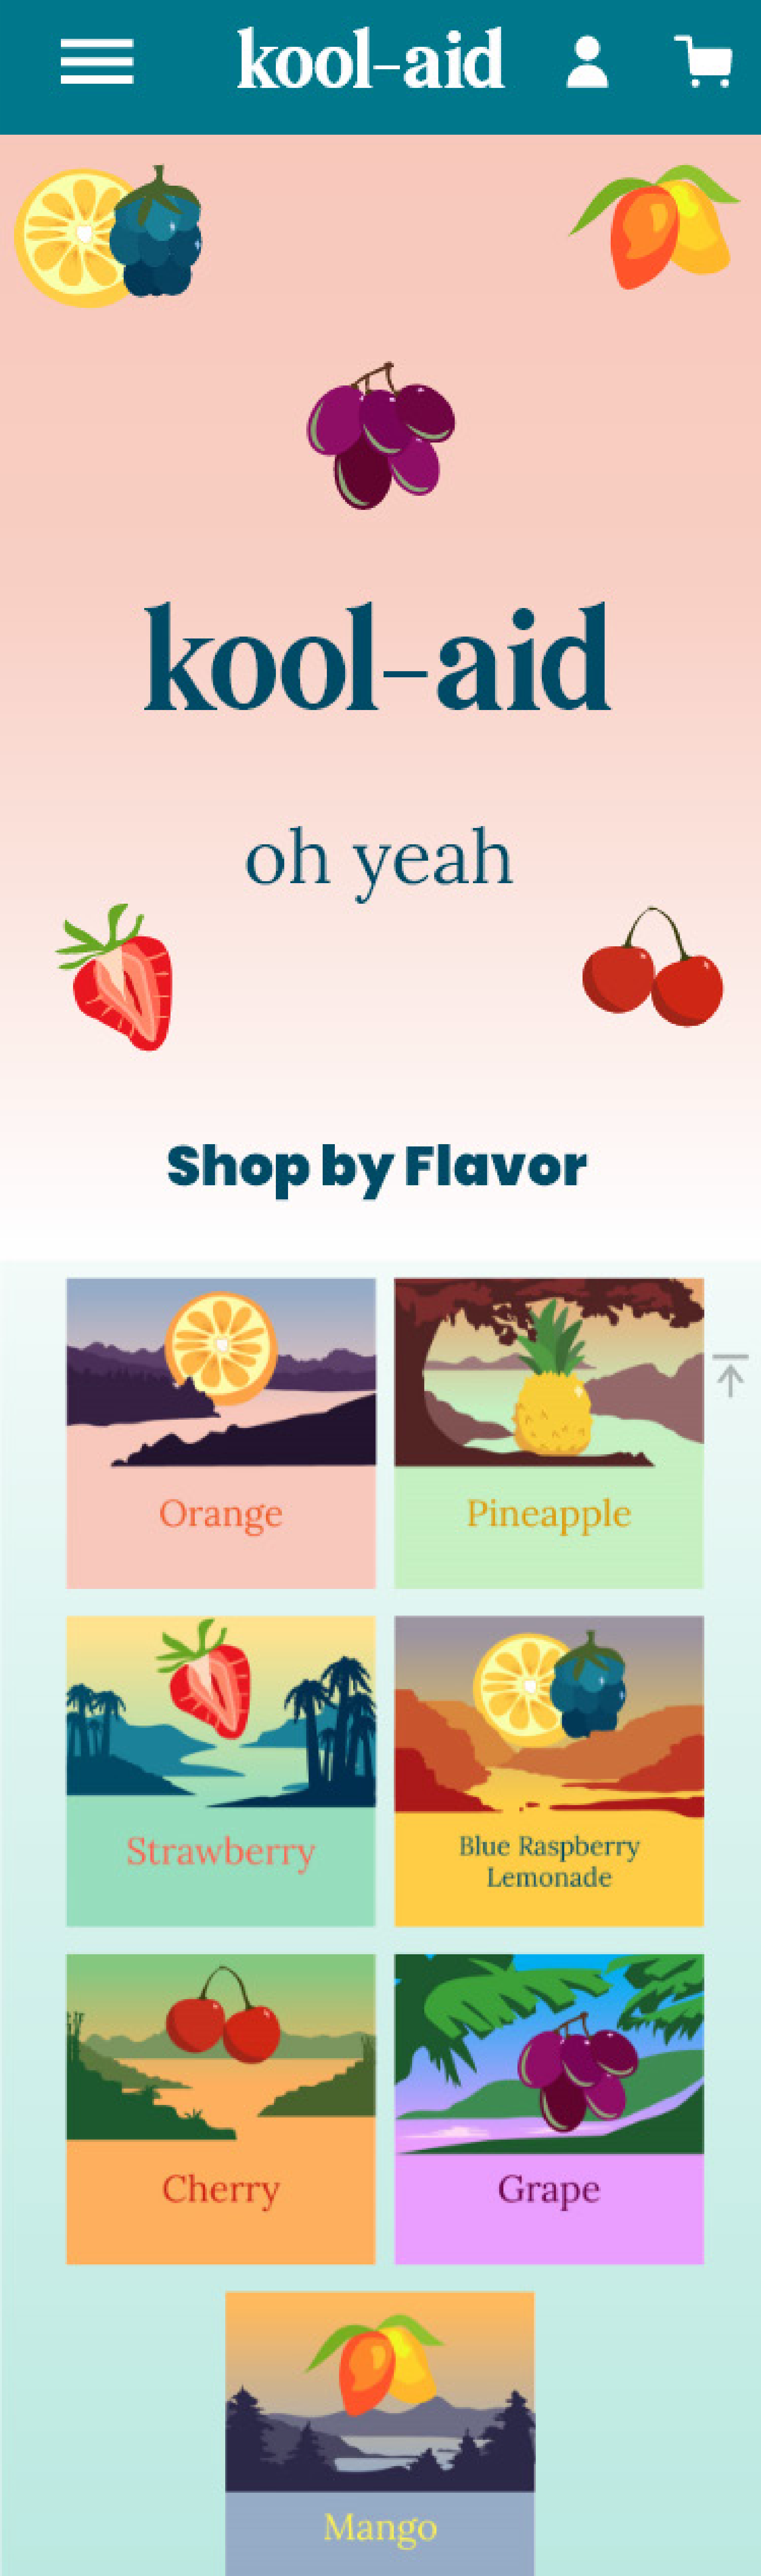 kool-aid
kool-aid
oh yeah
Shop by Flavor
Orange
Pineapple
Strawberry
Blue Raspberry
Lemonade
Cherry
Grape
Mango